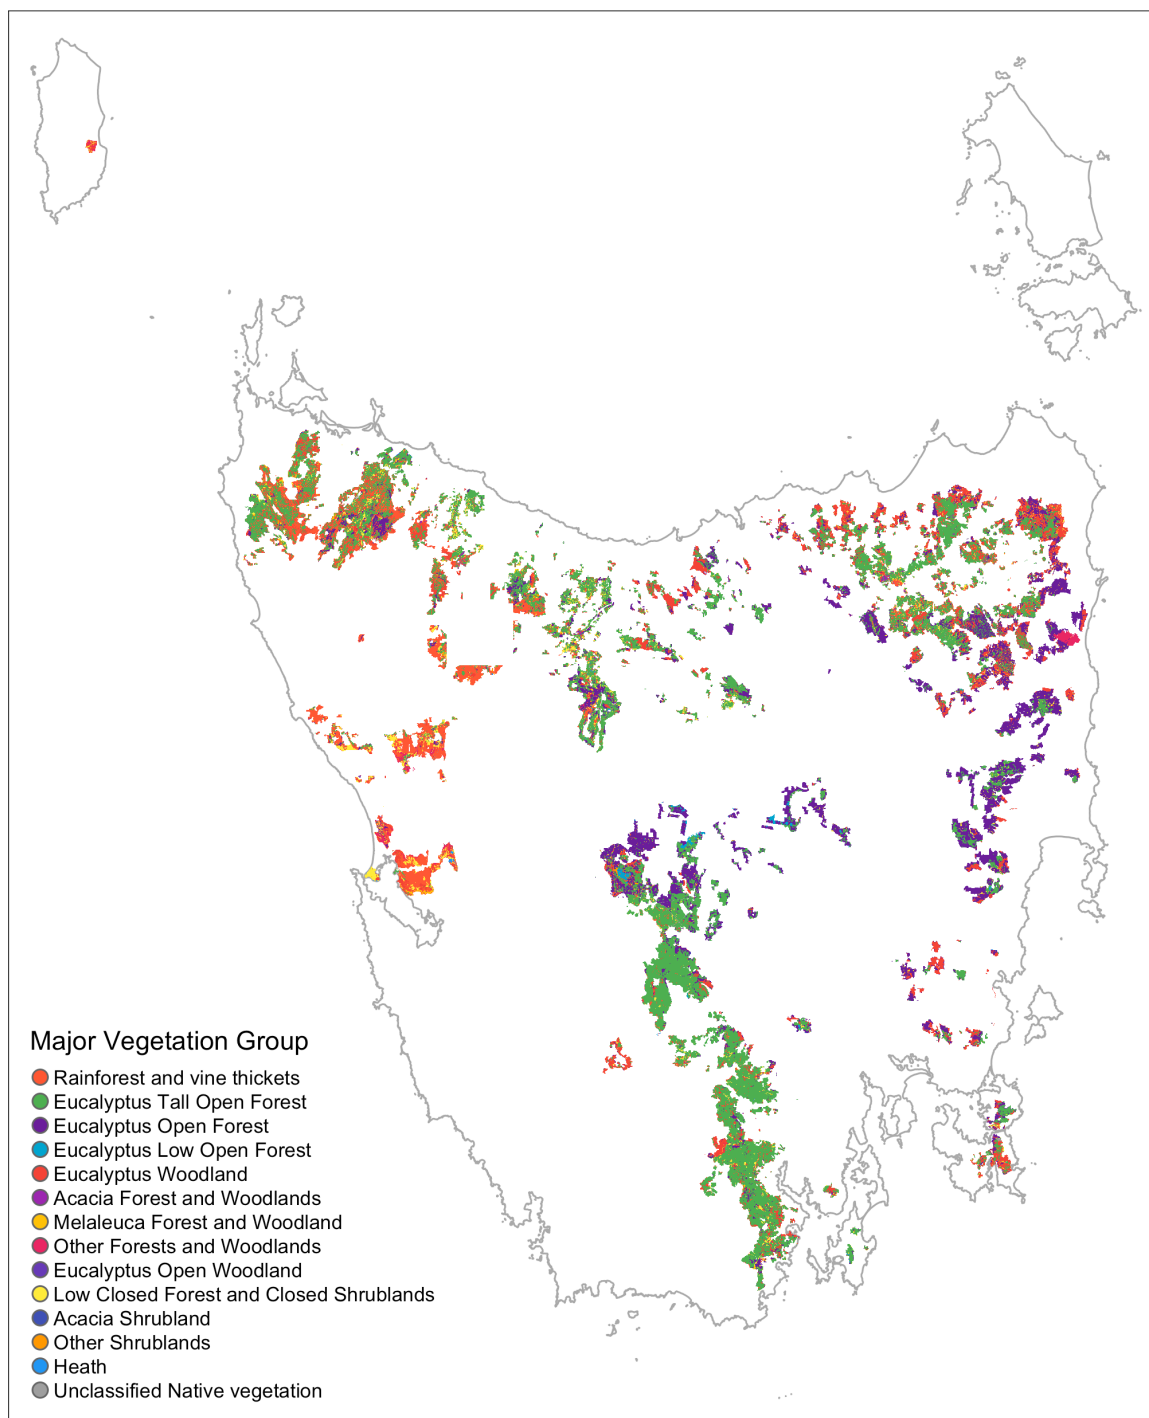 Major Vegetation Group
Rainforest and vine thickets
Eucalyptus Tall Open Forest
Eucalyptus Open Forest
Eucalyptus Low Open Forest
Eucalyptus Woodland
Acacia Forest and Woodlands
Melaleuca Forest and Woodland
Other Forests and Woodlands
Eucalyptus Open Woodland
Low Closed Forest and Closed Shrublands
Acacia Shrubland
Other Shrublands
Heath
Unclassified Native vegetation